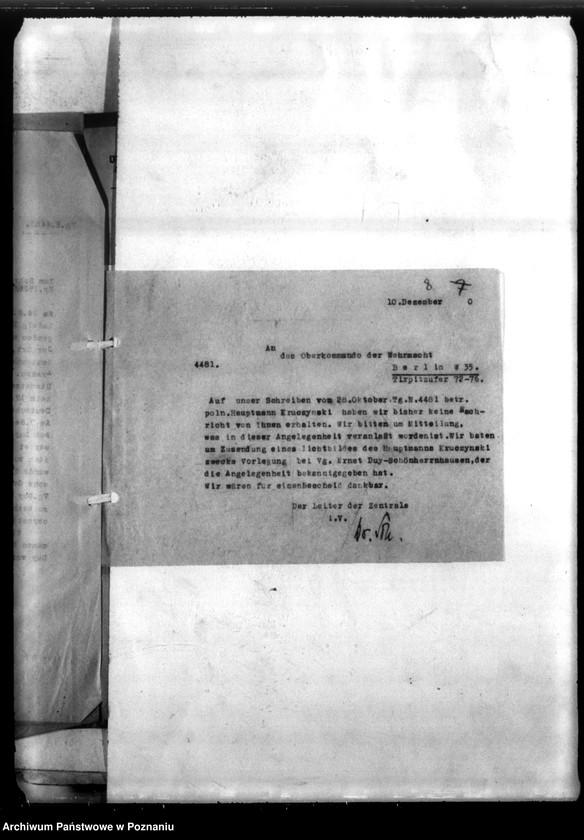 8 7
10.Dezember 0
An
das Oberkommando der Wehrmacht
4481.
Berlin W 35.
Tirpitzufer 72-76.
Auf unser Schreiben vom 28.Oktober.Tg.N.4481 betr.
poln.Hauptmann Kruczynski haben wir bisher keine Nach-
richt von Ihnen erhalten. Wir bitten um Mitteilung,
was in dieser Angelegenheit veranlaßt wordenist.Wir baten
um Zusendung eines Lichtbildes des Hauptmanns Kruczynski
zwecks Vorlegung bei Vg. Ernst Duy-Schönherrnhausen,der
die Angelegenheit bekanntgegeben hat.
Wir wären für einenBescheid dankbar.
Der Leiter der Zentrale
i.V.
Dr.
Archiwum Państwowe w Poznaniu